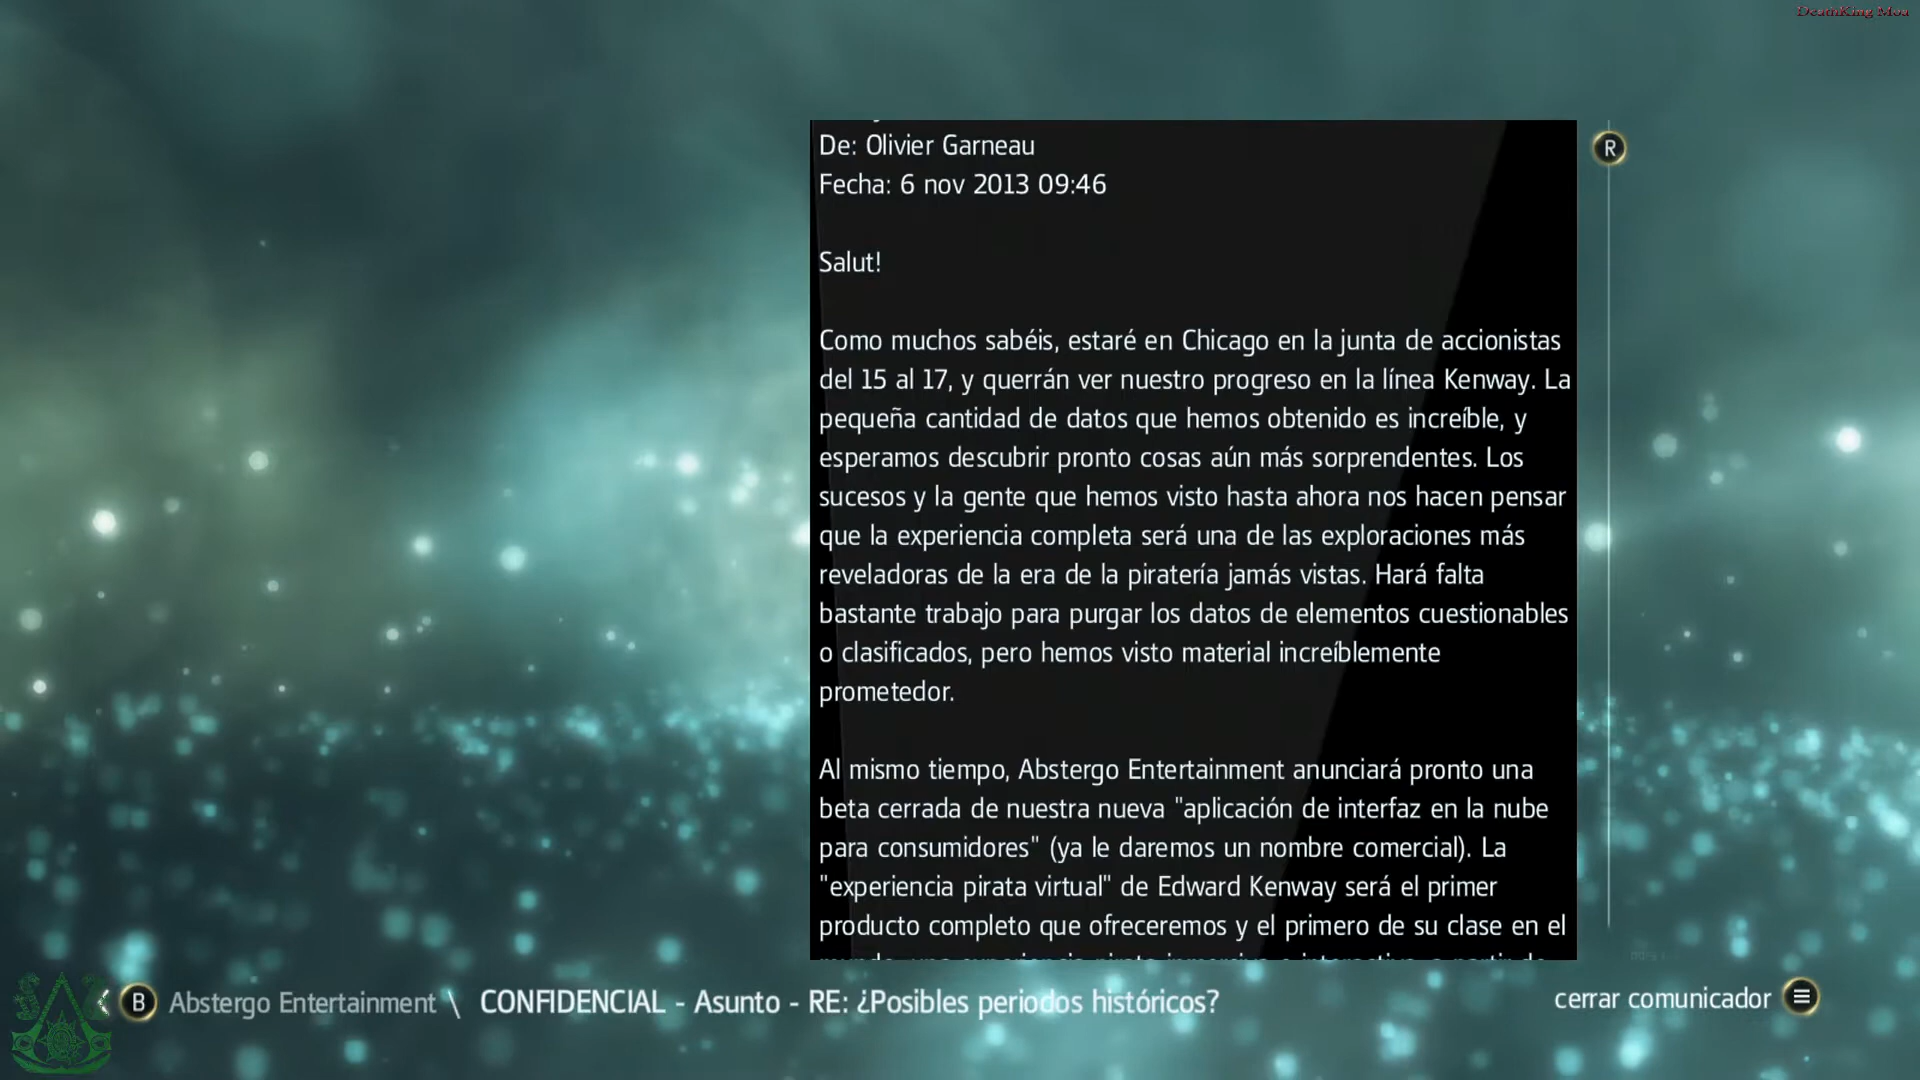 DeathKing Moa
De: Olivier Garneau
Fecha: 6 nov 2013 09:46
R
Salut!
Como muchos sabéis, estaré en Chicago en la junta de accionistas
del 15 al 17, y querrán ver nuestro progreso en la línea Kenway. La
pequeña cantidad de datos que hemos obtenido es increíble, y
esperamos descubrir pronto cosas aún más sorprendentes. Los
sucesos y la gente que hemos visto hasta ahora nos hacen pensar
que la experiencia completa será una de las exploraciones más
reveladoras de la era de la piratería jamás vistas. Hará falta
bastante trabajo para purgar los datos de elementos cuestionables
o clasificados, pero hemos visto material increíblemente
prometedor.
Al mismo tiempo, Abstergo Entertainment anunciará pronto una
beta cerrada de nuestra nueva "aplicación de interfaz en la nube
para consumidores" (ya le daremos un nombre comercial). La
"experiencia pirata virtual" de Edward Kenway será el primer
producto completo que ofreceremos y el primero de su clase en el
B Abstergo Entertainment \ CONFIDENCIAL - Asunto - RE: ¿Posibles periodos históricos?
cerrar comunicador